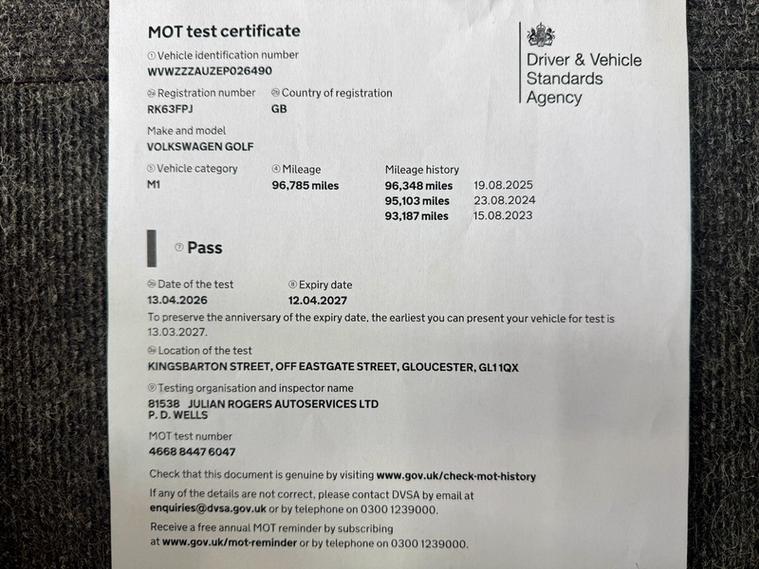 MOT test certificate
Driver & Vehicle
Standards
Agency
① Vehicle identification number
WVWZZZAUZEP026490
Registration number Country of registration
RK63FPJ GB
Make and model
VOLKSWAGEN GOLF
⑤ Vehicle category ④ Mileage Mileage history
M1 96,785 miles 96,348 miles 19.08.2025
95,103 miles 23.08.2024
93,187 miles 15.08.2023
⑦ Pass
Date of the test ⑧ Expiry date
13.04.2026 12.04.2027
To preserve the anniversary of the expiry date, the earliest you can present your vehicle for test is
13.03.2027.
Location of the test
KINGSBARTON STREET, OFF EASTGATE STREET, GLOUCESTER, GL1 1QX
⑨ Testing organisation and inspector name
81538 JULIAN ROGERS AUTOSERVICES LTD
P. D. WELLS
MOT test number
4668 8447 6047
Check that this document is genuine by visiting www.gov.uk/check-mot-history
If any of the details are not correct, please contact DVSA by email at
enquiries@dvsa.gov.uk or by telephone on 0300 1239000.
Receive a free annual MOT reminder by subscribing
at www.gov.uk/mot-reminder or by telephone on 0300 1239000.